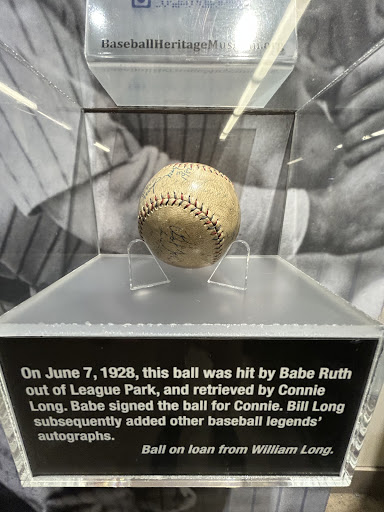 BaseballHeritageMuseum.org
On June 7, 1928, this ball was hit by Babe Ruth
out of League Park, and retrieved by Connie
Long. Babe signed the ball for Connie. Bill Long
subsequently added other baseball legends'
autographs.
Ball on loan from William Long.